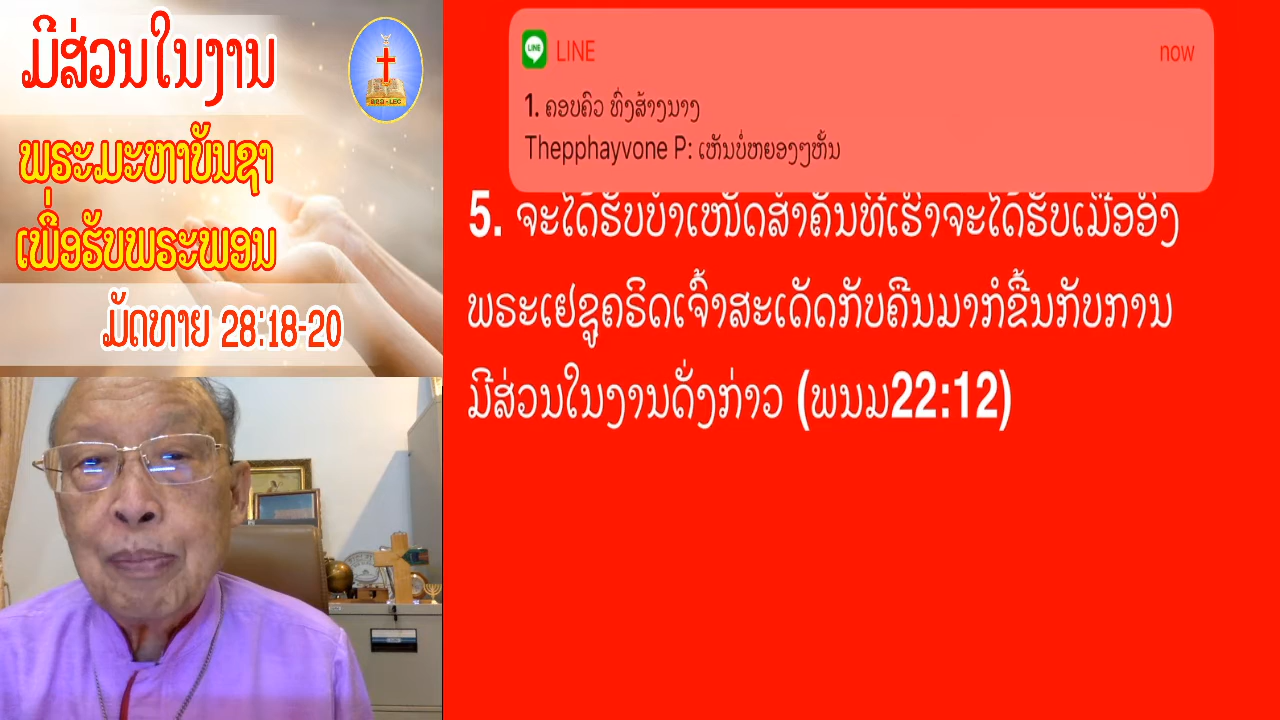 ມີສ່ວນໃນງານ
ພຣະມະຫາບັນຊາ
ເພື່ອຮັບພຣະພອນ
ມັດທາຍ 28:18-20
LINE
now
1. ຄອບຄົວ ທົ່ງສ້າງນາງ
Thepphayvone P: ເຫັນບໍ່ຫຍອງໆຫັ້ນ
5. ຈະໄດ້ຮັບບໍາເໜັດສໍາຄັນທີ່ເຮົາຈະໄດ້ຮັບເມື່ອອົງ
ພຣະເຢຊູຄຣິດເຈົ້າສະເດັດກັບຄືນມາກໍຂື້ນກັບການ
ມີສ່ວນໃນງານດັ່ງກ່າວ (ພນມ22:12)